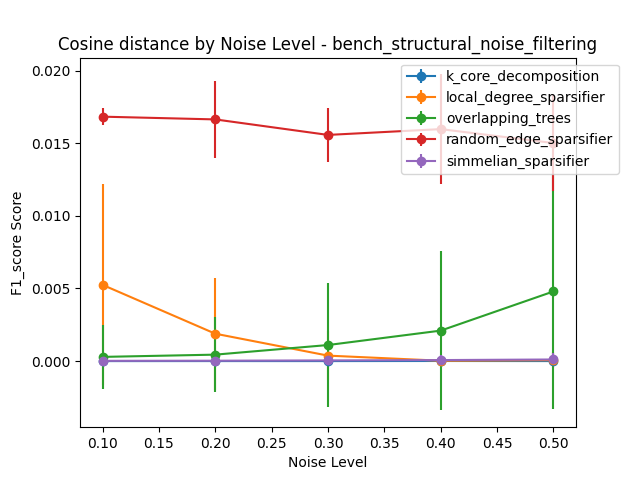 Cosine distance by Noise Level - bench_structural_noise_filtering
0.020
0.015
0.010
0.005
0.000
F1_score Score
k_core_decomposition
local_degree_sparsifier
overlapping_trees
random_edge_sparsifier
simmelian_sparsifier
0.10 0.15 0.20 0.25 0.30 0.35 0.40 0.45 0.50
Noise Level